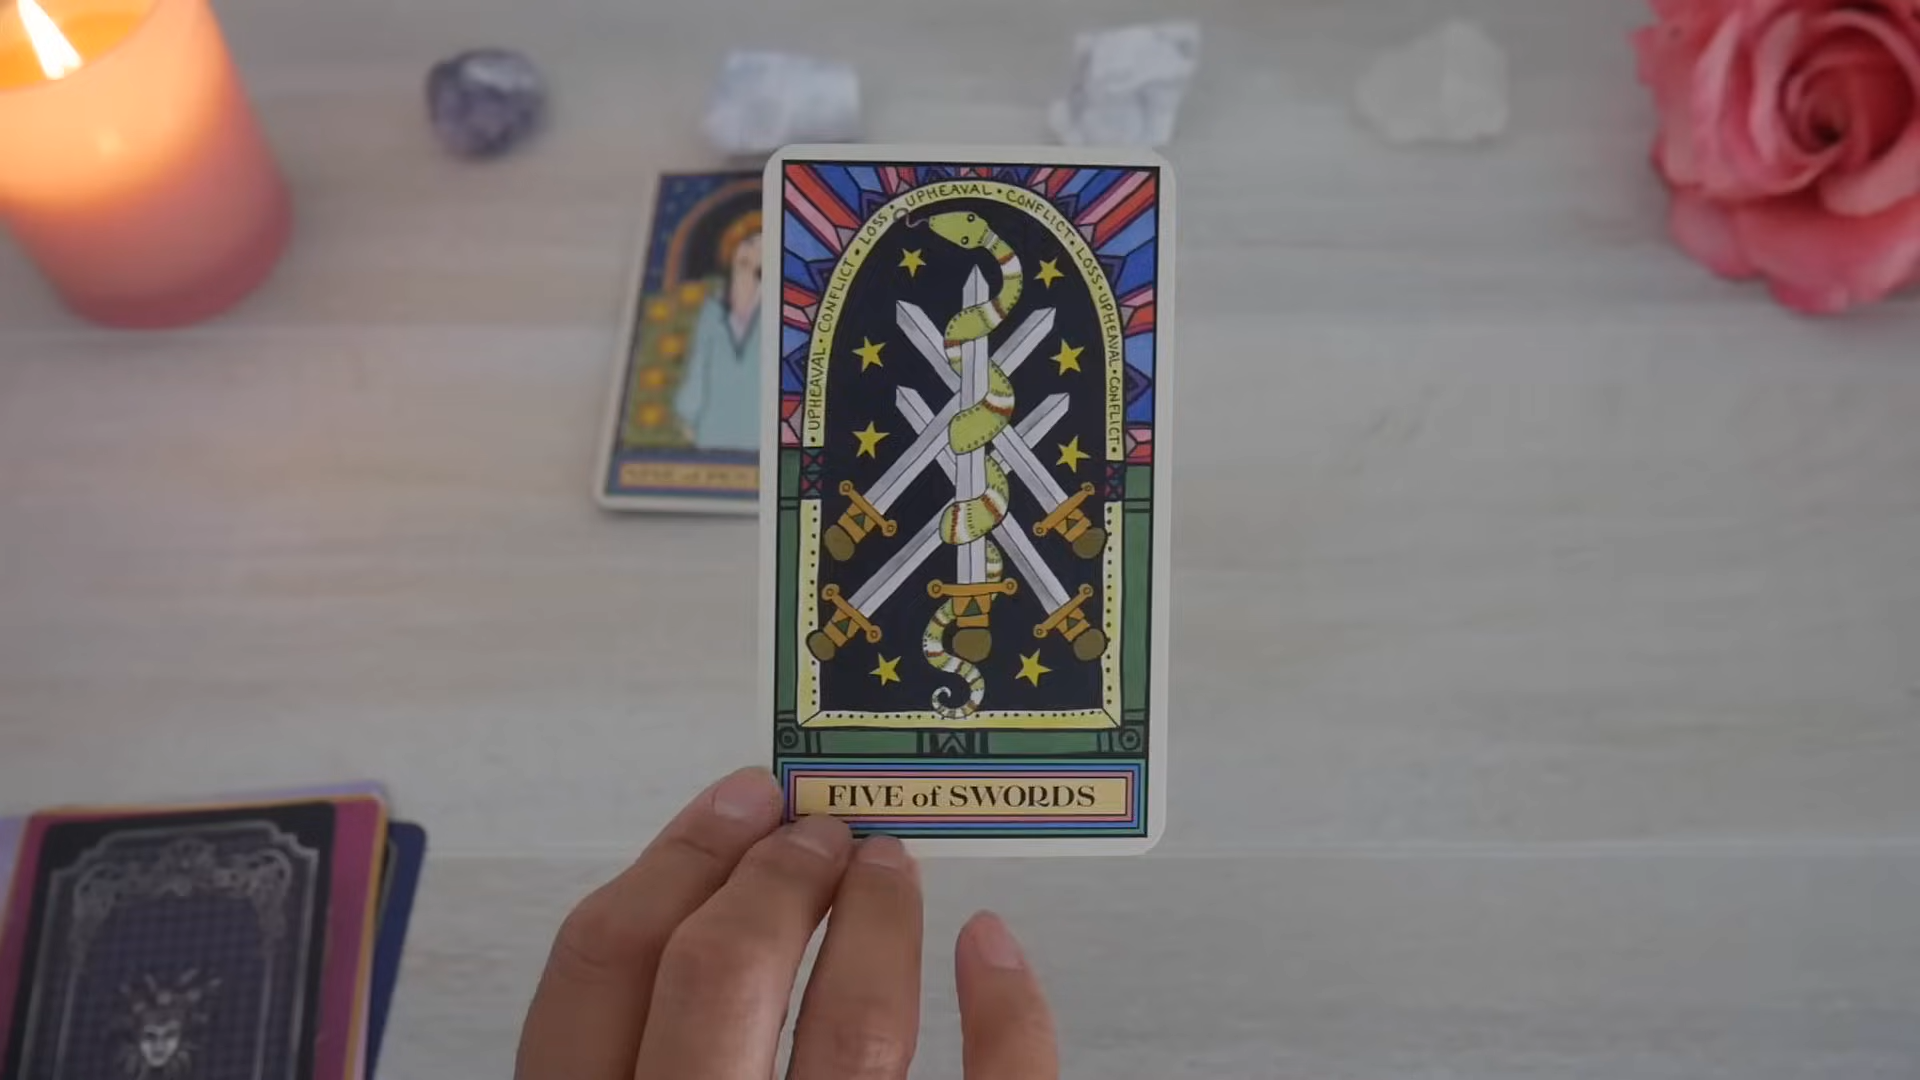 UPHEAVAL • CONFLICT • LOSS • UPHEAVAL • CONFLICT • LOSS • UPHEAVAL • CONFLICT
FIVE of SWORDS